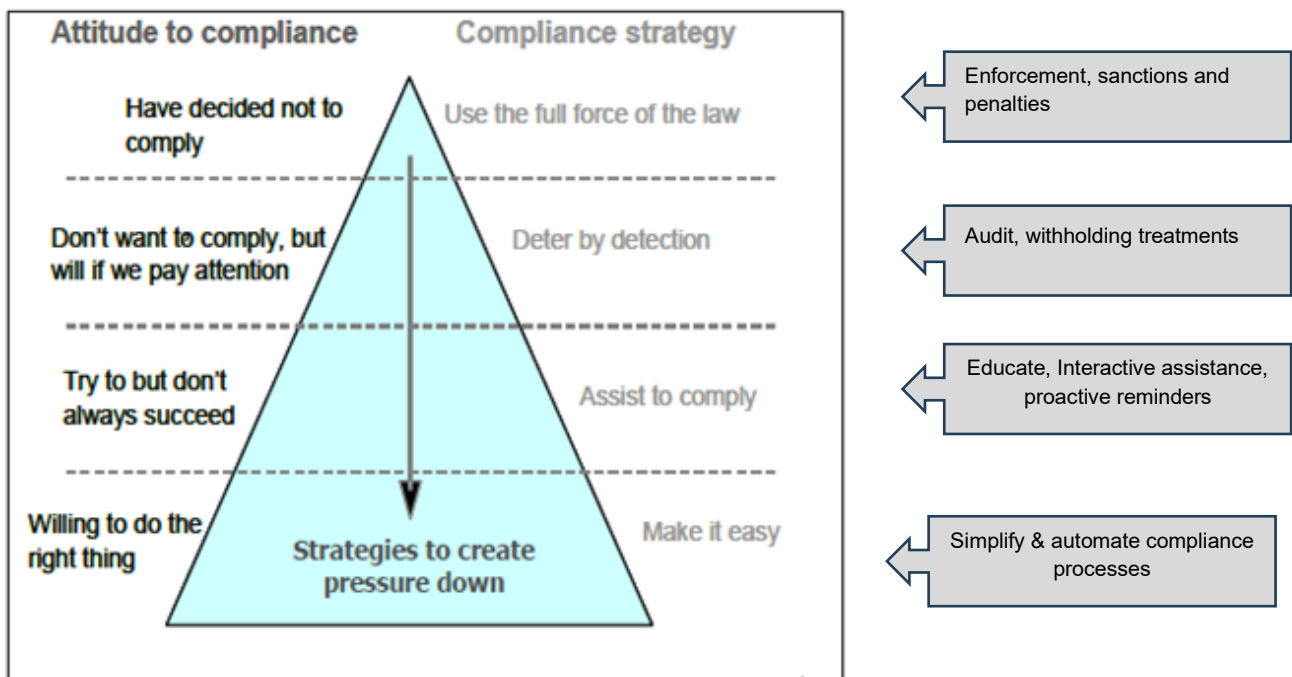 Attitude to compliance
Compliance strategy
Have decided not to
comply
Use the full force of the law
Enforcement, sanctions and
penalties
Don't want to comply, but
will if we pay attention
Deter by detection
Audit, withholding treatments
Try to but don't
always succeed
Assist to comply
Educate, Interactive assistance,
proactive reminders
Willing to do the
right thing
Strategies to create
pressure down
Make it easy
Simplify & automate compliance
processes